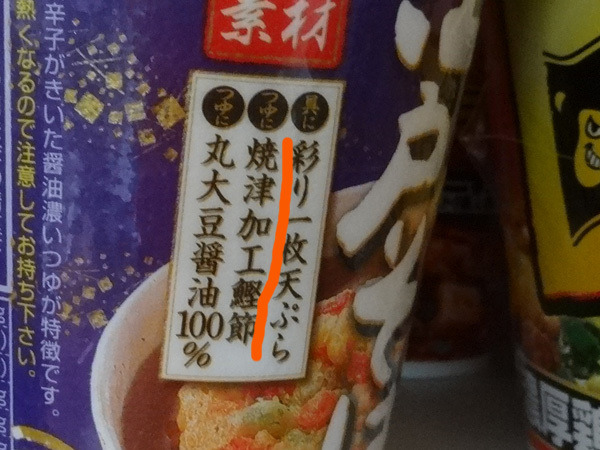 素材
具に 彩り一枚天ぷら
つゆに 焼津加工鰹節
つゆに 丸大豆醤油100%
辛子がきいた醤油濃いつゆが特徴です。
熱くなるので注意してお持ち下さい。
濃厚鶏